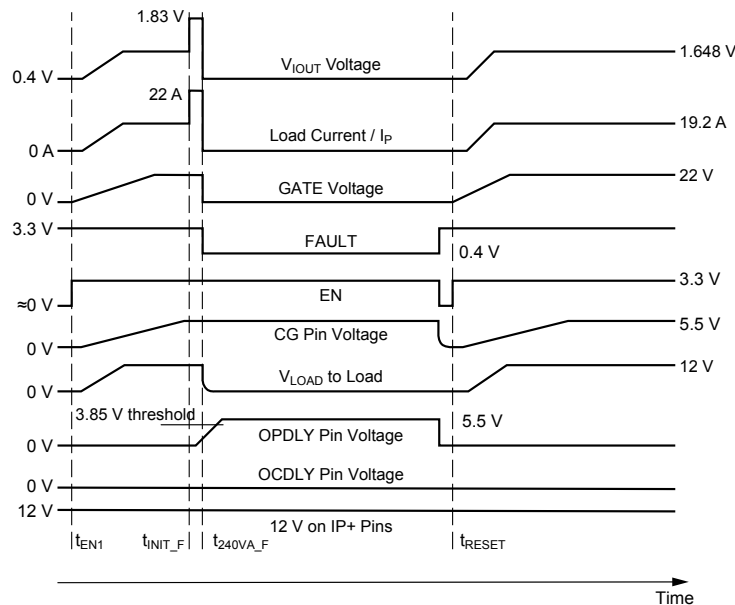 1.83 V
V_IOUT Voltage
1.648 V
0.4 V
22 A
Load Current / I_P
19.2 A
0 A
GATE Voltage
22 V
0 V
3.3 V
FAULT
0.4 V
EN
3.3 V
≈0 V
CG Pin Voltage
5.5 V
0 V
V_LOAD to Load
12 V
0 V
3.85 V threshold
5.5 V
OPDLY Pin Voltage
0 V
OCDLY Pin Voltage
0 V
12 V
12 V on IP+ Pins
t_EN1
t_INIT_F
t_240VA_F
t_RESET
Time